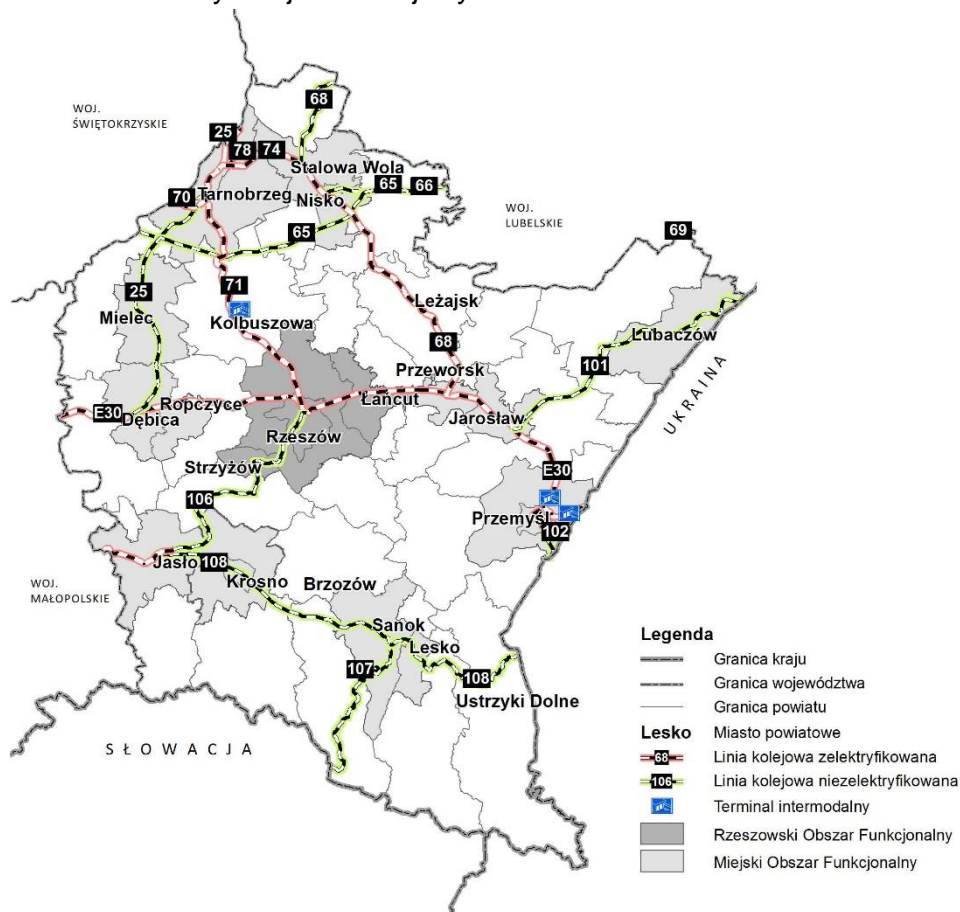 WOJ.
ŚWIĘTOKRZYSKIE
68
25
78
74
Stalowa Wola
65
66
70
Tarnobrzeg
Nisko
WOJ.
LUBELSKIE
69
65
25
71
Mielec
Kolbuszowa
Leżajsk
Lubaczów
68
101
Przeworsk
UKRAINA
E30
Ropczyce
Łańcut
Dębica
Jarosław
Rzeszów
Strzyżów
E30
106
Przemyśl
102
Jasło
108
Krosno
Brzozów
WOJ.
MAŁOPOLSKIE
Sanok
Lesko
107
108
Ustrzyki Dolne
SŁOWACJA
Legenda
Granica kraju
Granica województwa
Granica powiatu
Lesko Miasto powiatowe
68 Linia kolejowa zelektryfikowana
106 Linia kolejowa niezelektryfikowana
Terminal intermodalny
Rzeszowski Obszar Funkcjonalny
Miejski Obszar Funkcjonalny